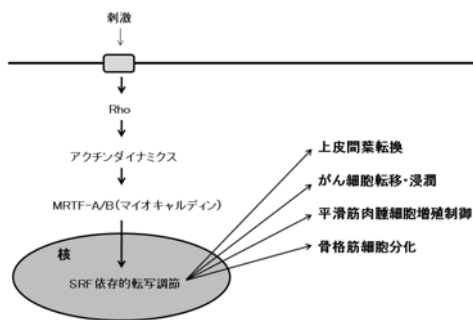 刺激
Rho
アクチンダイナミクス
MRTF-A/B(マイオキャルディン)
核
SRF依存的転写調節
上皮間葉転換
がん細胞転移・浸潤
平滑筋肉腫細胞増殖制御
骨格筋細胞分化